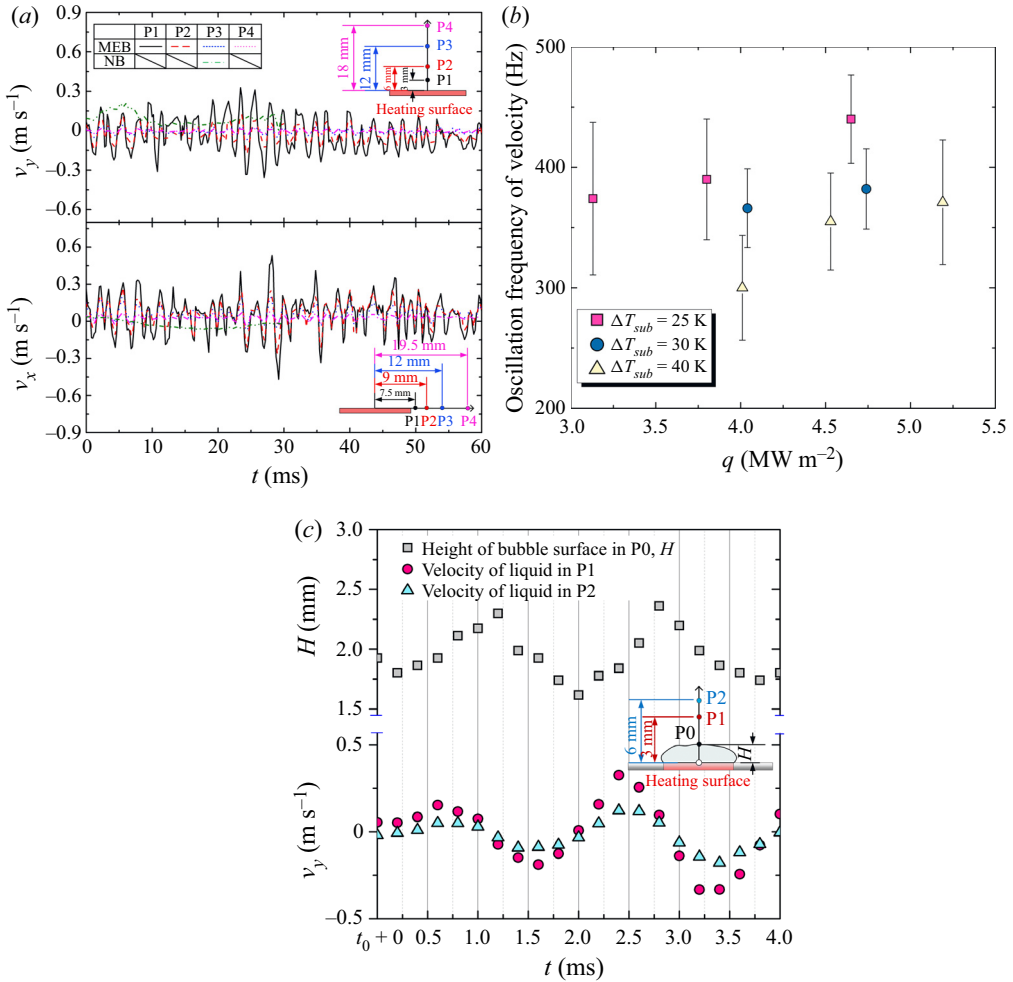 (a)
P1 P2 P3 P4
MEB
NB
0.9
0.6
0.3
0
–0.3
–0.6
v_y (m s⁻¹)
18 mm
12 mm
6 mm
3 mm
P4
P3
P2
P1
Heating surface
0.6
0.3
0
–0.3
–0.6
–0.9
v_x (m s⁻¹)
19.5 mm
12 mm
9 mm
7.5 mm
P1 P2 P3 P4
0 10 20 30 40 50 60
t (ms)
(b)
500
400
300
200
Oscillation frequency of velocity (Hz)
ΔT_sub = 25 K
ΔT_sub = 30 K
ΔT_sub = 40 K
3.0 3.5 4.0 4.5 5.0 5.5
q (MW m⁻²)
(c)
3.0
2.5
2.0
1.5
H (mm)
Height of bubble surface in P0, H
Velocity of liquid in P1
Velocity of liquid in P2
0.5
0
–0.5
v_y (m s⁻¹)
P2
P1
P0
6 mm
3 mm
H
Heating surface
t₀ + 0 0.5 1.0 1.5 2.0 2.5 3.0 3.5 4.0
t (ms)